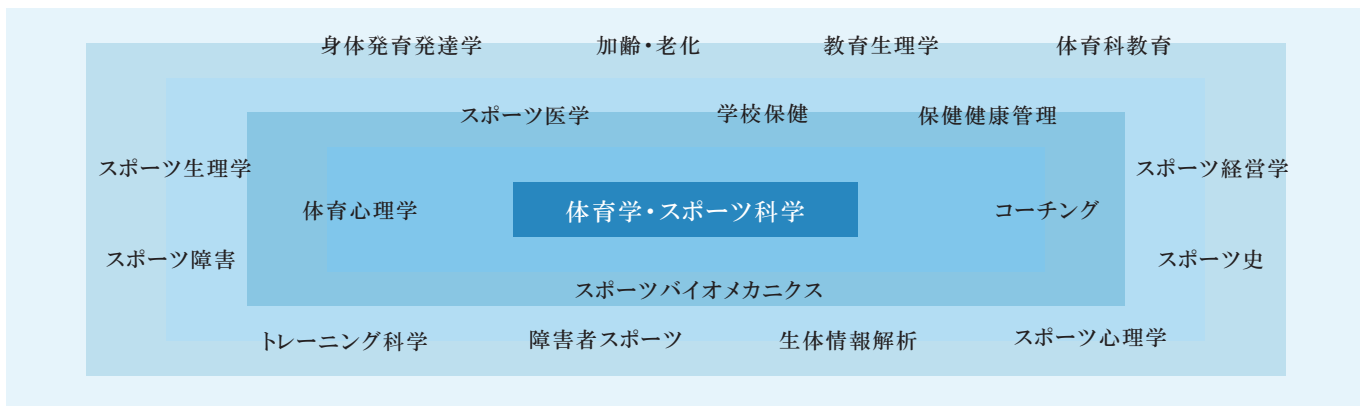 身体発育発達学
加齢・老化
教育生理学
体育科教育
スポーツ医学
学校保健
保健健康管理
スポーツ生理学
スポーツ経営学
体育心理学
体育学・スポーツ科学
コーチング
スポーツ障害
スポーツ史
スポーツバイオメカニクス
トレーニング科学
障害者スポーツ
生体情報解析
スポーツ心理学